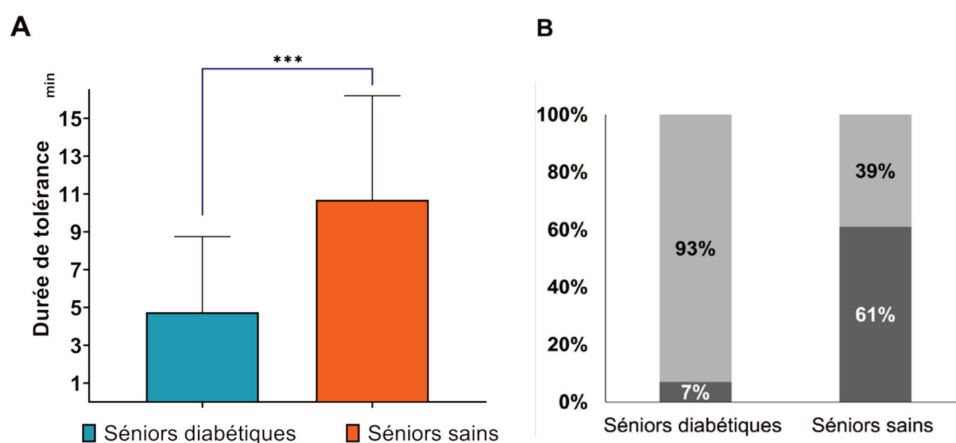 A
***
min
Durée de tolérance
15
13
11
9
7
5
3
1
Séniors diabétiques
Séniors sains
B
100%
80%
60%
40%
20%
0%
93%
7%
39%
61%
Séniors diabétiques
Séniors sains